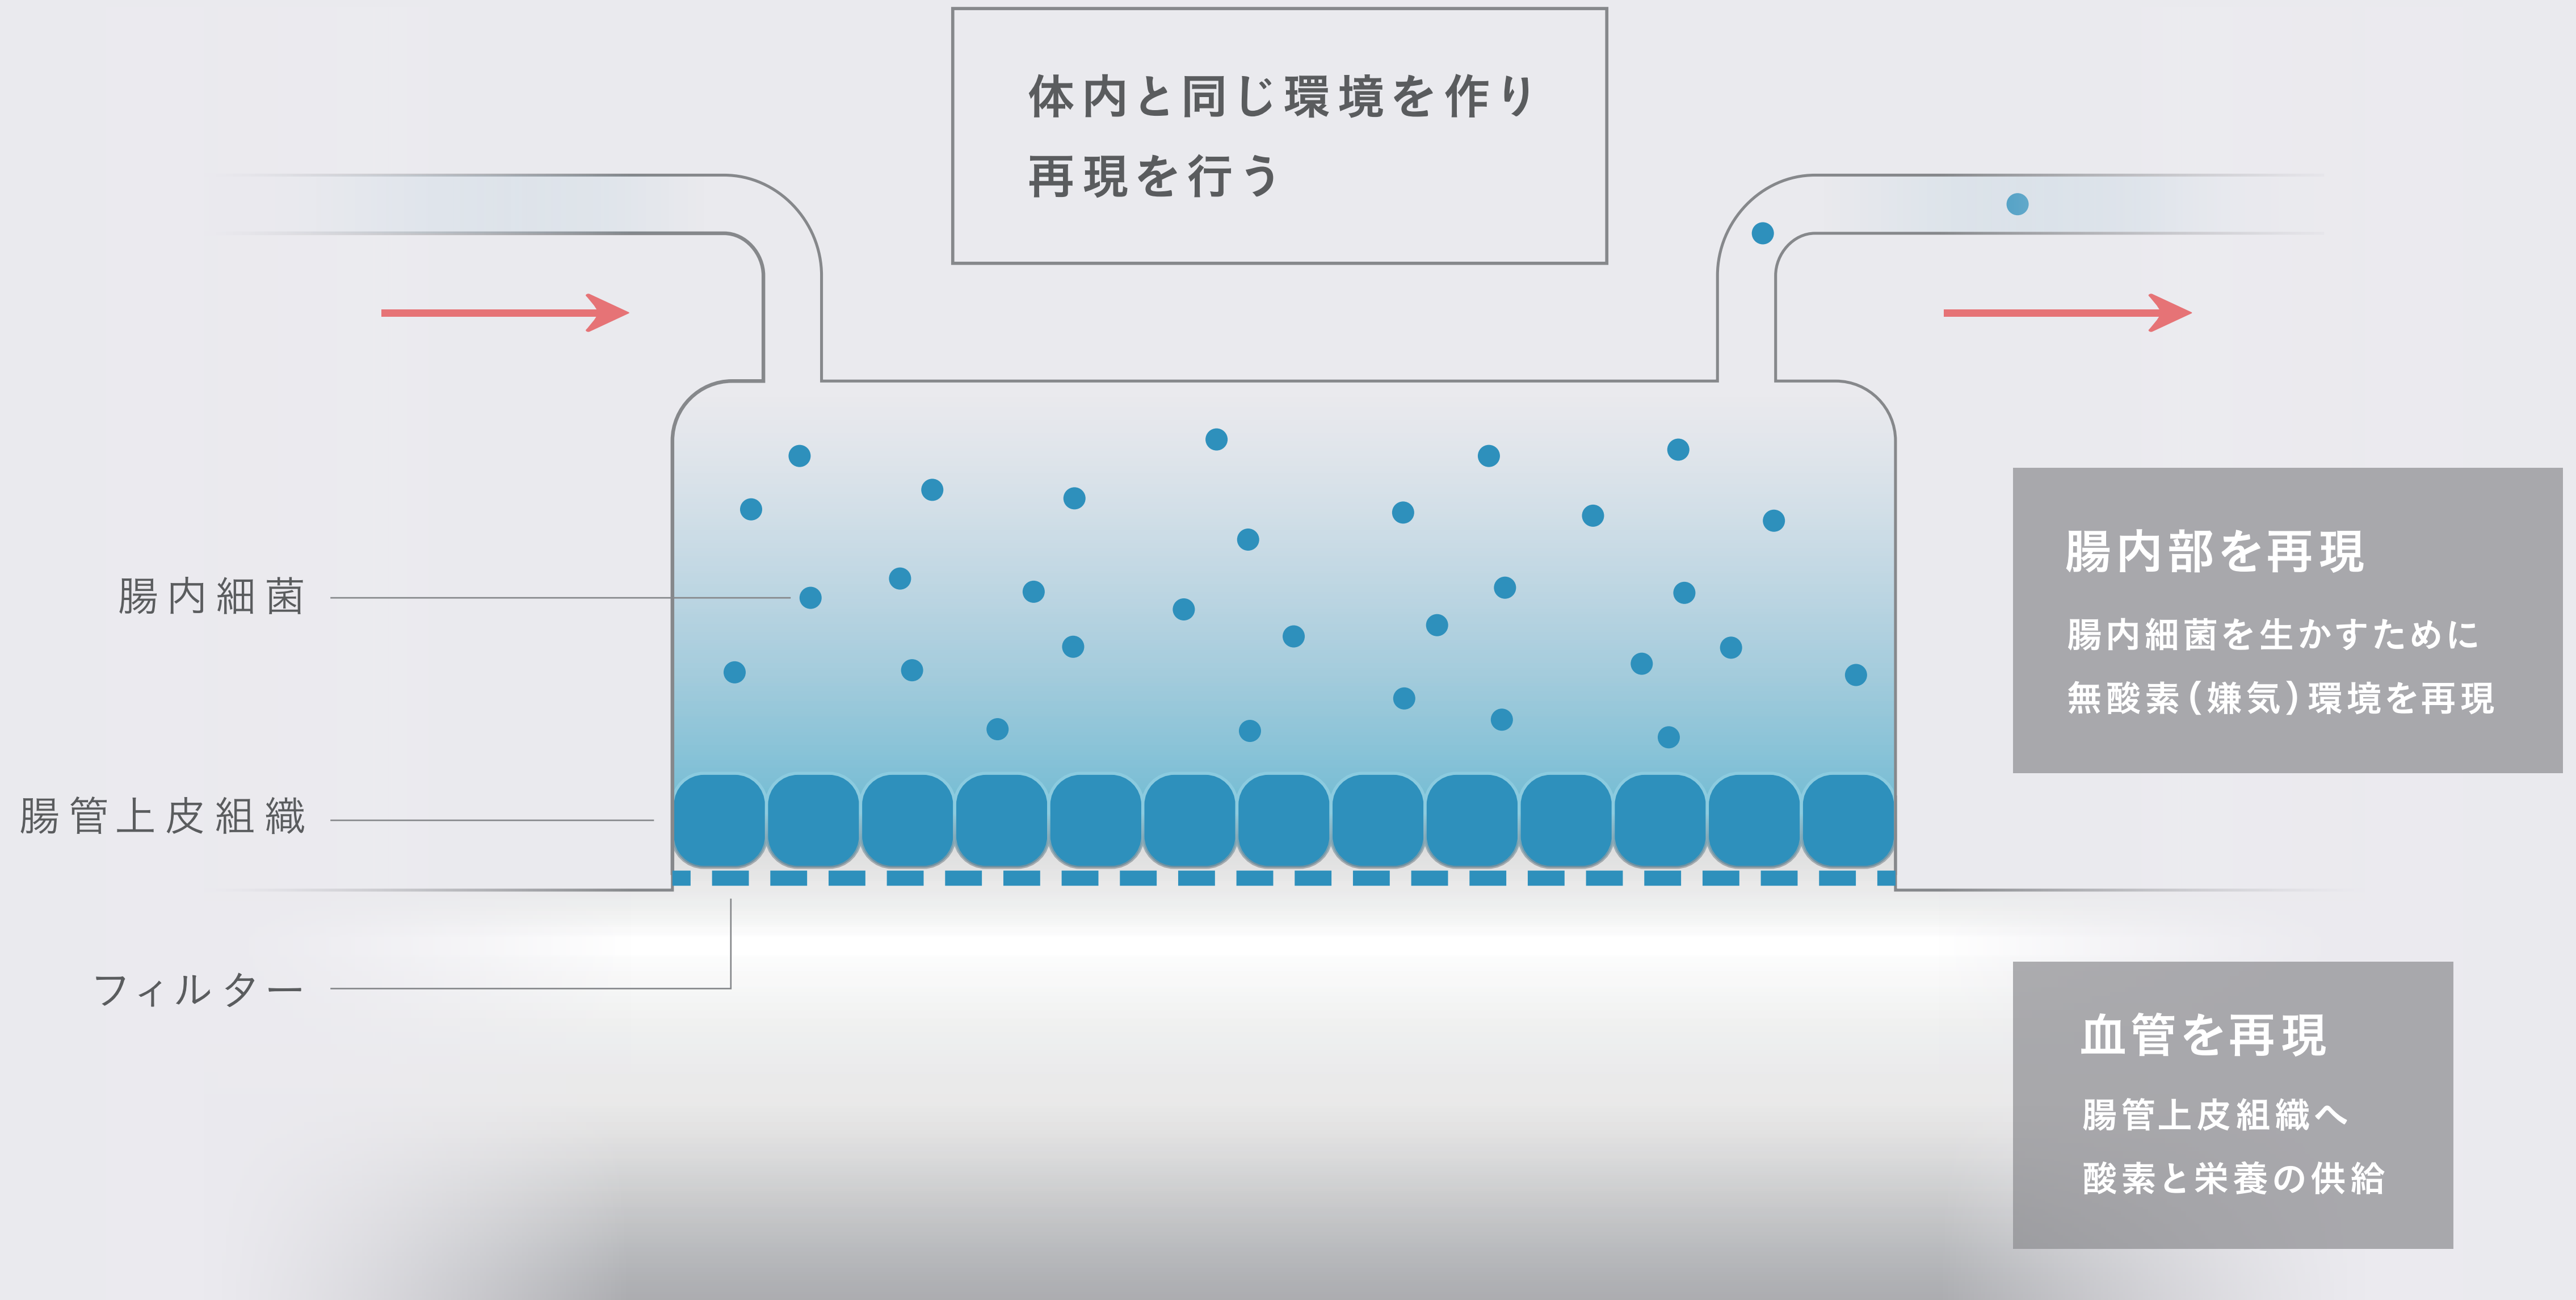 体内と同じ環境を作り
再現を行う
腸内細菌
腸管上皮組織
フィルター
腸内部を再現
腸内細菌を生かすために
無酸素(嫌気)環境を再現
血管を再現
腸管上皮組織へ
酸素と栄養の供給